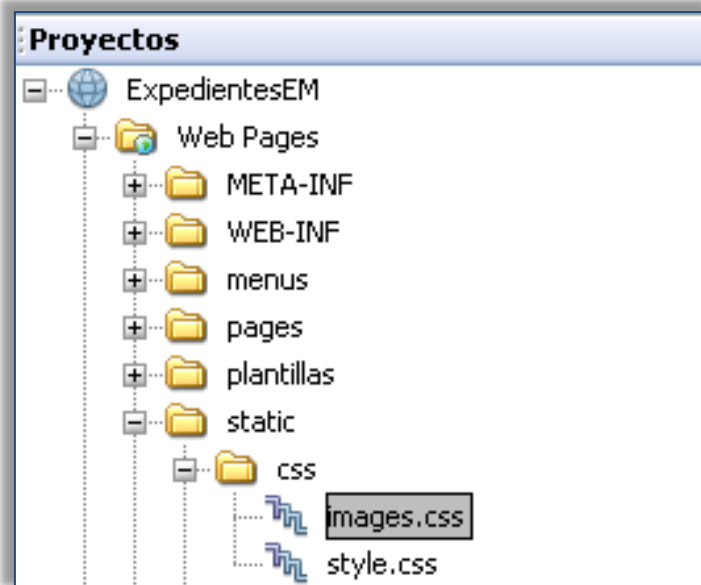 Proyectos
ExpedientesEM
Web Pages
META-INF
WEB-INF
menus
pages
plantillas
static
css
images.css
style.css